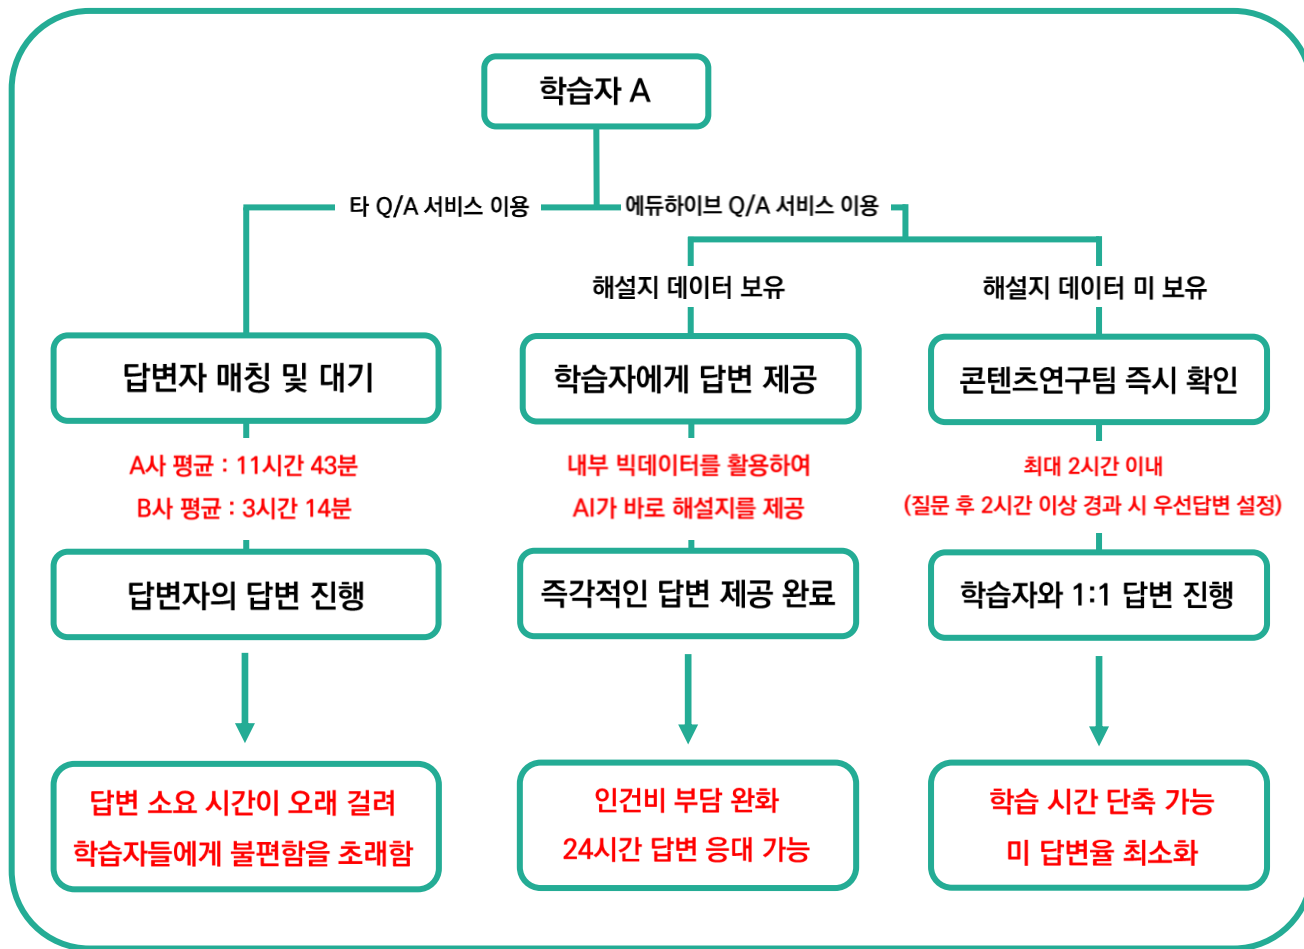 학습자 A
타 Q/A 서비스 이용
에듀하이브 Q/A 서비스 이용
해설지 데이터 보유
해설지 데이터 미 보유
답변자 매칭 및 대기
학습자에게 답변 제공
콘텐츠연구팀 즉시 확인
A사 평균 : 11시간 43분
B사 평균 : 3시간 14분
내부 빅데이터를 활용하여
AI가 바로 해설지를 제공
최대 2시간 이내
(질문 후 2시간 이상 경과 시 우선답변 설정)
답변자의 답변 진행
즉각적인 답변 제공 완료
학습자와 1:1 답변 진행
답변 소요 시간이 오래 걸려
학습자들에게 불편함을 초래함
인건비 부담 완화
24시간 답변 응대 가능
학습 시간 단축 가능
미 답변율 최소화